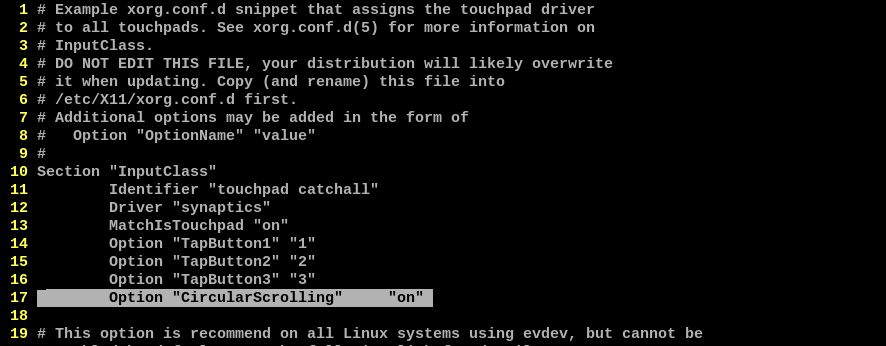 1 # Example xorg.conf.d snippet that assigns the touchpad driver
2 # to all touchpads. See xorg.conf.d(5) for more information on
3 # InputClass.
4 # DO NOT EDIT THIS FILE, your distribution will likely overwrite
5 # it when updating. Copy (and rename) this file into
6 # /etc/X11/xorg.conf.d first.
7 # Additional options may be added in the form of
8 #   Option "OptionName" "value"
9 #
10 Section "InputClass"
11         Identifier "touchpad catchall"
12         Driver "synaptics"
13         MatchIsTouchpad "on"
14         Option "TapButton1" "1"
15         Option "TapButton2" "2"
16         Option "TapButton3" "3"
17         Option "CircularScrolling"     "on"
18
19 # This option is recommend on all Linux systems using evdev, but cannot be